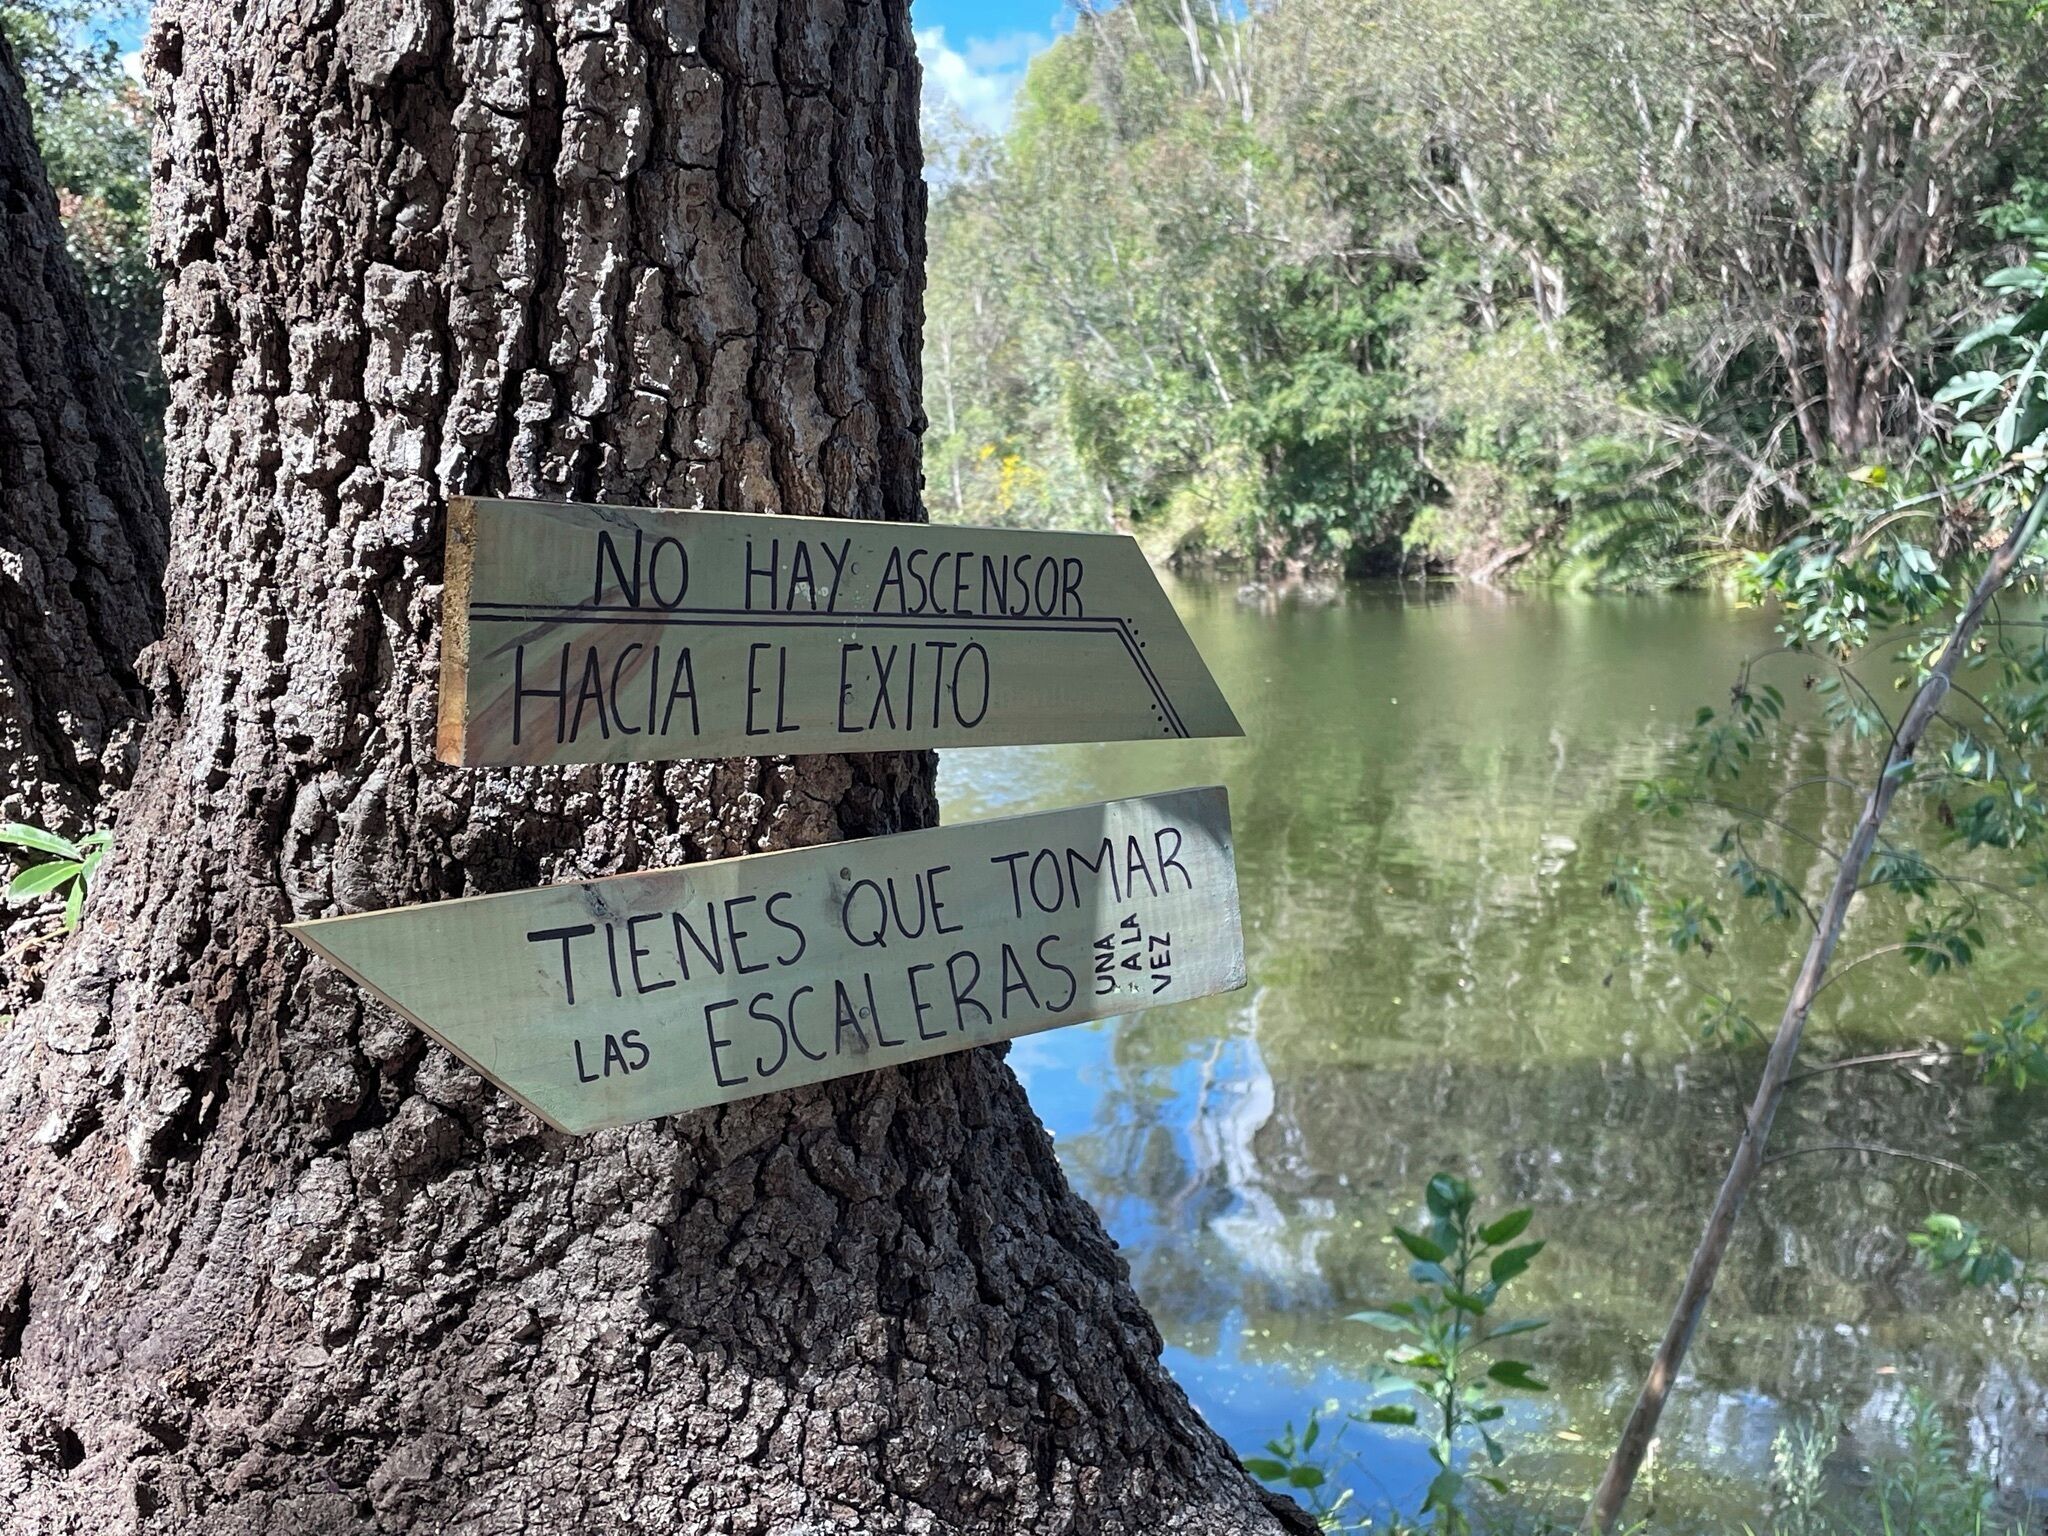 NO HAY ASCENSOR
HACIA EL EXITO
TIENES QUE TOMAR
LAS ESCALERAS
UNA
A LA
VEZ